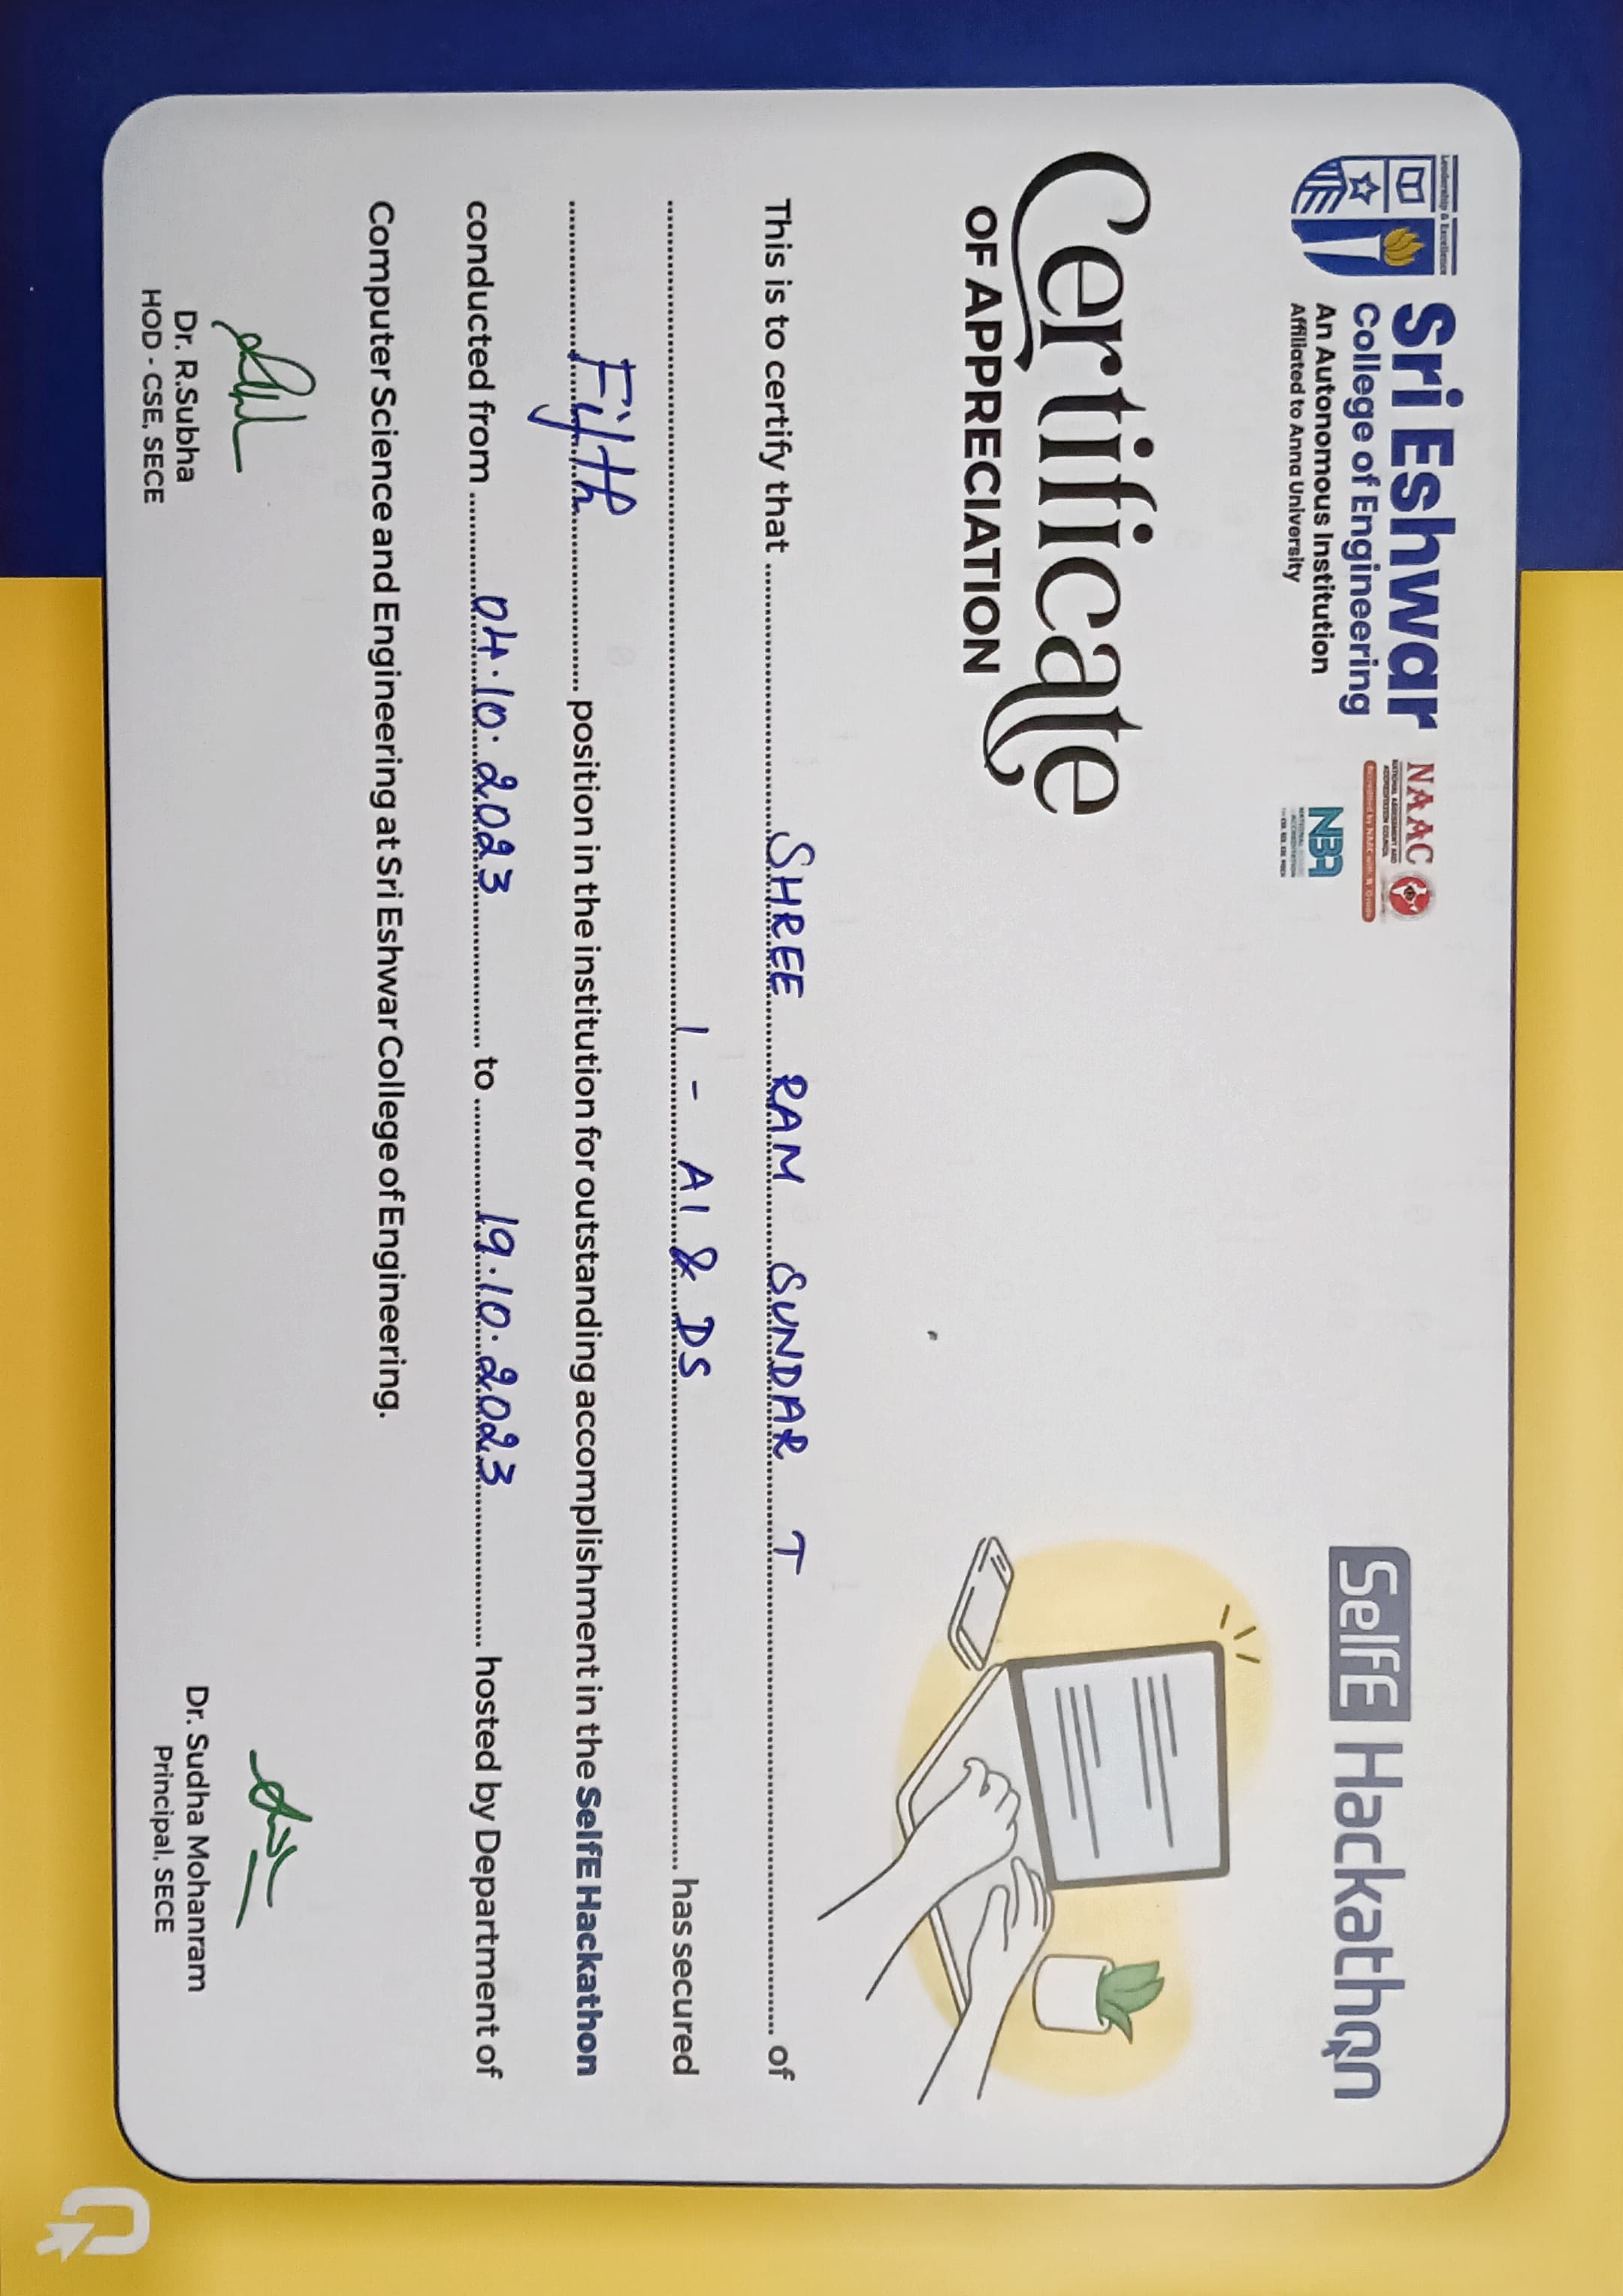 Leadership & Excellence
Sri Eshwar
College of Engineering
An Autonomous Institution
Affiliated to Anna University
NAAC
NATIONAL ASSESSMENT AND
ACCREDITATION COUNCIL
NBA
NATIONAL BOARD
ACCREDITATION
SelfE Hackathon
Certificate
OF APPRECIATION
This is to certify that SHREE RAM SUNDAR T of
I - AI & DS has secured
Fifth position in the institution for outstanding accomplishment in the SelfE Hackathon
conducted from 04.10.2023 to 19.10.2023 hosted by Department of
Computer Science and Engineering at Sri Eshwar College of Engineering.
Dr. R.Subha
HOD - CSE, SECE
Dr. Sudha Mohanram
Principal, SECE